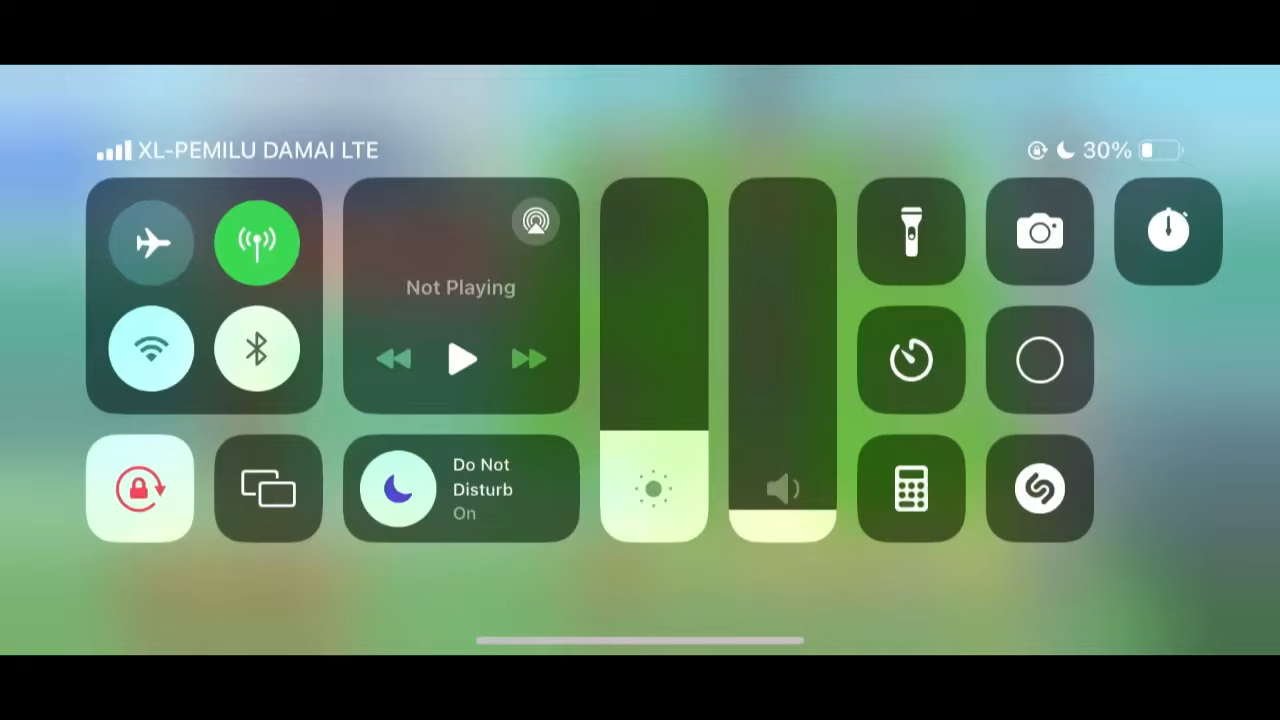 XL-PEMILU DAMAI LTE
30%
Not Playing
Do Not
Disturb
On